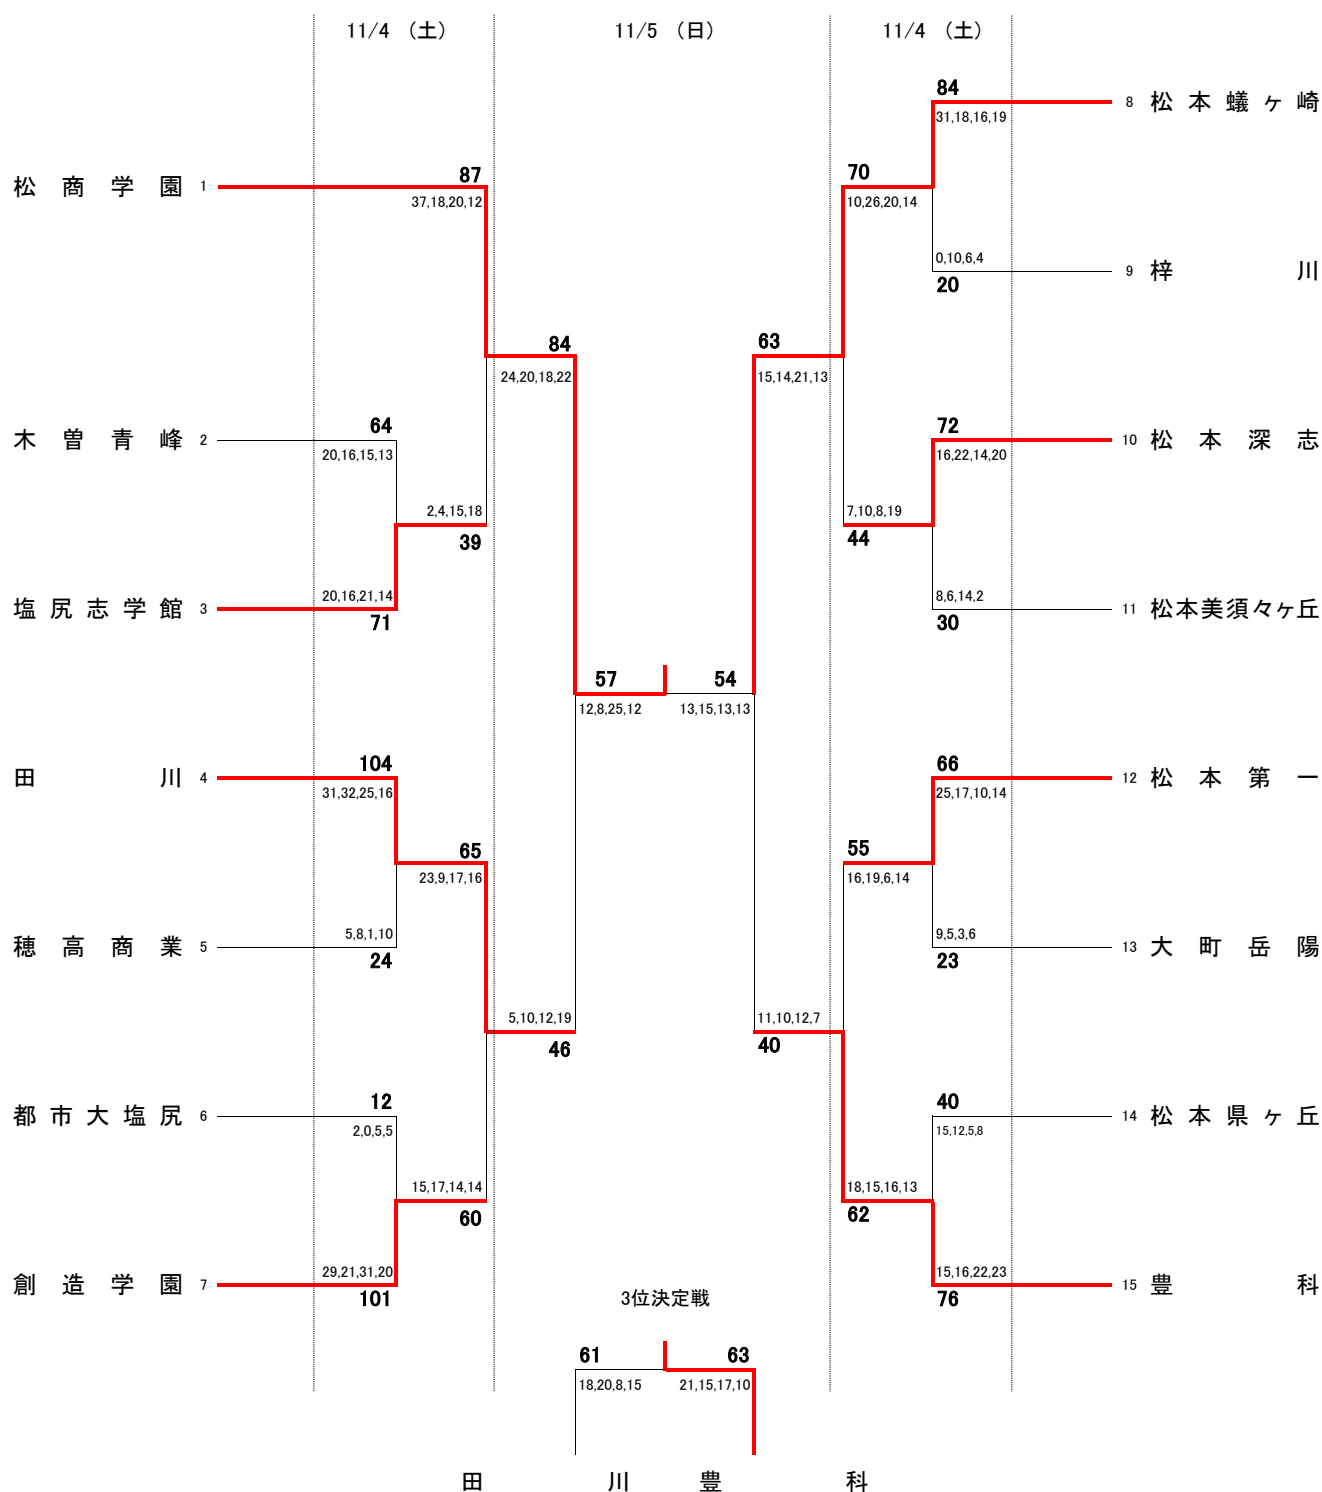 11/4 (土) 11/5 (日) 11/4 (土)
84
8 松本蟻ヶ崎
31,18,16,19
87 70
松商学園 1
37,18,20,12 10,26,20,14
0,10,6,4
9 梓川
20
84 63
24,20,18,22 15,14,21,13
64 72
木曽青峰 2 10 松本深志
20,16,15,13 16,22,14,20
2,4,15,18 7,10,8,19
39 44
20,16,21,14 8,6,14,2
塩尻志学館 3 11 松本美須々ヶ丘
71 30
57 54
12,8,25,12 13,15,13,13
104 66
田川 4 12 松本第一
31,32,25,16 25,17,10,14
65 55
23,9,17,16 16,19,6,14
5,8,1,10 9,5,3,6
穂高商業 5 13 大町岳陽
24 23
5,10,12,19 11,10,12,7
46 40
12 40
都市大塩尻 6 14 松本県ヶ丘
2,0,5,5 15,12,5,8
15,17,14,14 18,15,16,13
60 62
29,21,31,20 15,16,22,23
創造学園 7 15 豊科
101 76
3位決定戦
61 63
18,20,8,15 21,15,17,10
田川 豊科